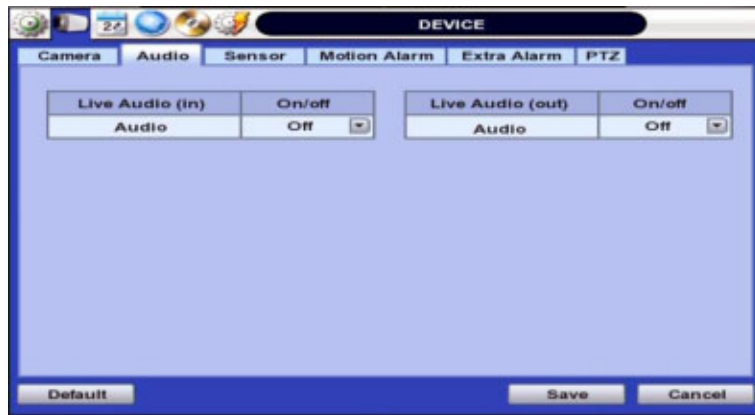 DEVICE
Camera Audio Sensor Motion Alarm Extra Alarm PTZ
Live Audio (in) On/off Live Audio (out) On/off
Audio Off Audio Off
Default Save Cancel